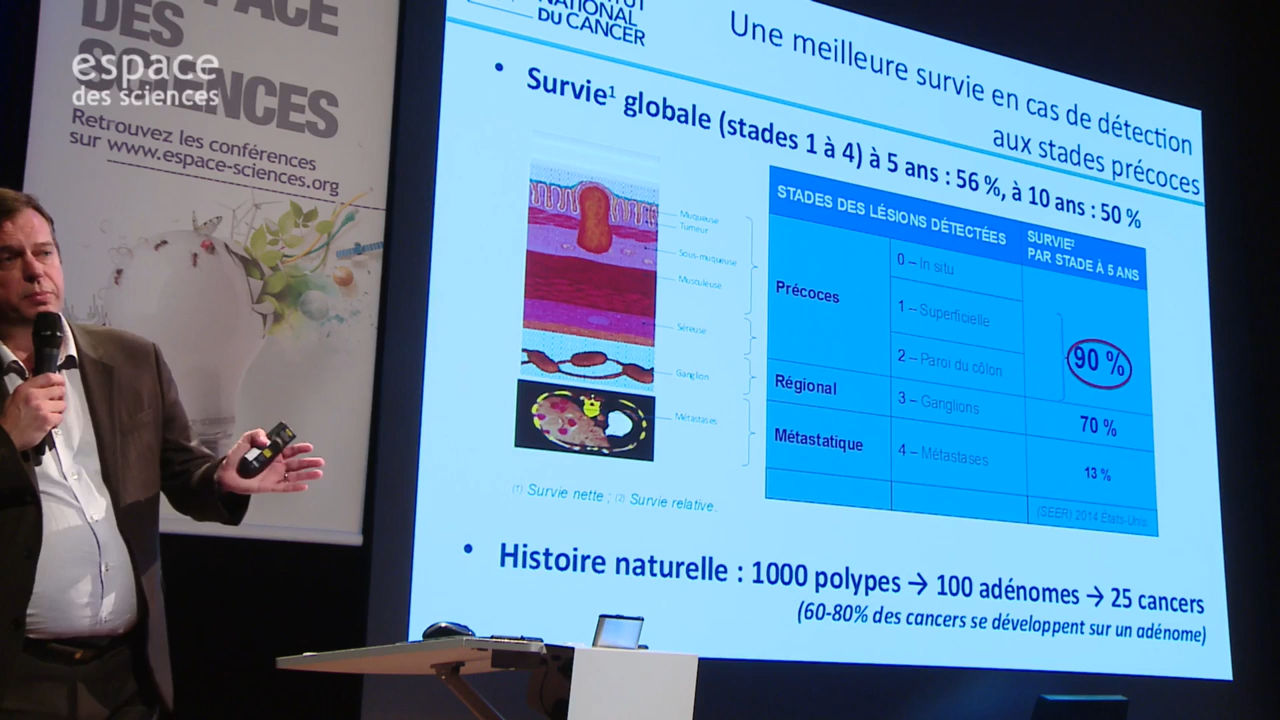 ESPACE
DES
SCIENCES
espace
des sciences
Retrouvez les conférences
sur www.espace-sciences.org
INSTITUT
NATIONAL
DU CANCER
Une meilleure survie en cas de détection
aux stades précoces
• Survie¹ globale (stades 1 à 4) à 5 ans : 56 %, à 10 ans : 50 %
Muqueuse
Tumeur
Sous-muqueuse
Musculeuse
Séreuse
Ganglion
Métastases
STADES DES LÉSIONS DÉTECTÉES
SURVIE²
PAR STADE À 5 ANS
Précoces
0 – In situ
1 – Superficielle
2 – Paroi du côlon
90 %
Régional
3 – Ganglions
70 %
Métastatique
4 – Métastases
13 %
(SEER) 2014 États-Unis.
(1) Survie nette ; (2) Survie relative.
• Histoire naturelle : 1000 polypes → 100 adénomes → 25 cancers
(60-80% des cancers se développent sur un adénome)